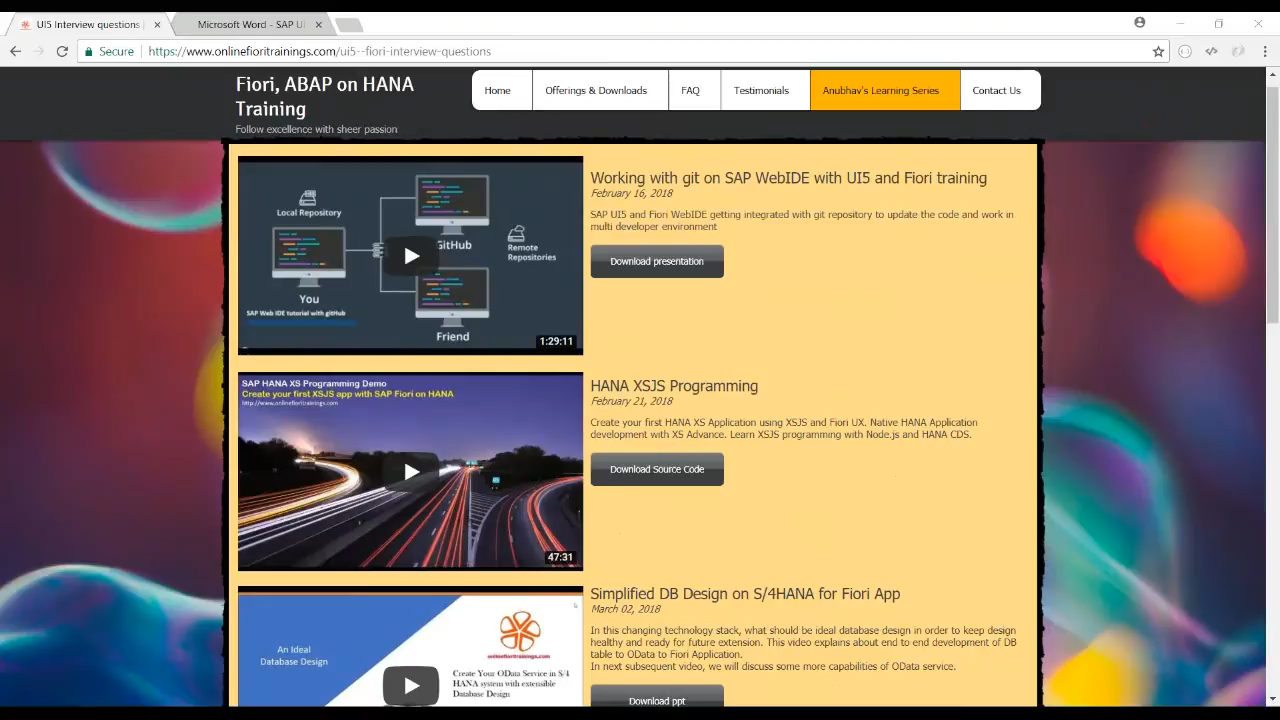 UI5 Interview questions |
Microsoft Word - SAP UI
Secure
https://www.onlinefioritrainings.com/ui5--fiori-interview-questions
Fiori, ABAP on HANA
Training
Follow excellence with sheer passion
Home
Offerings & Downloads
FAQ
Testimonials
Anubhav's Learning Series
Contact Us
Local Repository
GitHub
Remote
Repositories
You
SAP Web IDE tutorial with gitHub
Friend
1:29:11
Working with git on SAP WebIDE with UI5 and Fiori training
February 16, 2018
SAP UI5 and Fiori WebIDE getting integrated with git repository to update the code and work in
multi developer environment
Download presentation
SAP HANA XS Programming Demo
Create your first XSJS app with SAP Fiori on HANA
http://www.onlinefioritrainings.com
47:31
HANA XSJS Programming
February 21, 2018
Create your first HANA XS Application using XSJS and Fiori UX. Native HANA Application
development with XS Advance. Learn XSJS programming with Node.js and HANA CDS.
Download Source Code
An Ideal
Database Design
onlinefioritrainings.com
Create Your OData Service in S/4
HANA system with extensible
Database Design
Simplified DB Design on S/4HANA for Fiori App
March 02, 2018
In this changing technology stack, what should be ideal database design in order to keep design
healthy and ready for future extension. This video explains about end to end development of DB
table to OData to Fiori Application.
In next subsequent video, we will discuss some more capabilities of OData service.
Download ppt